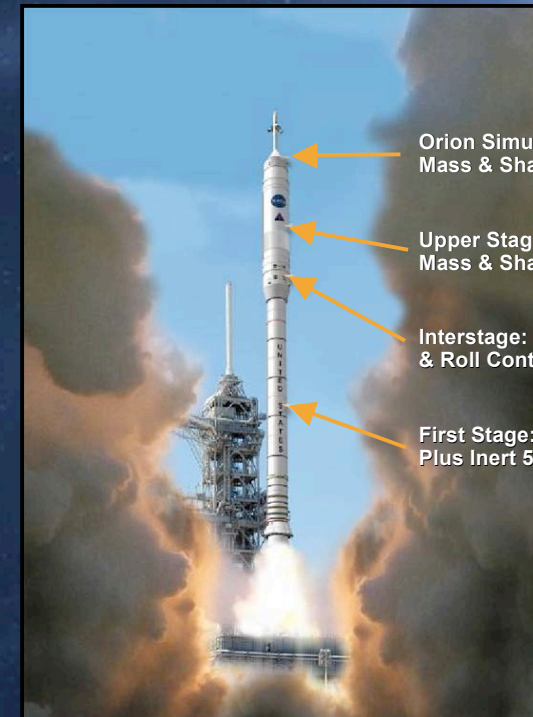 Orion Simu
Mass & Sha
Upper Stag
Mass & Sha
Interstage:
& Roll Cont
First Stage:
Plus Inert 5
UNITED STATES